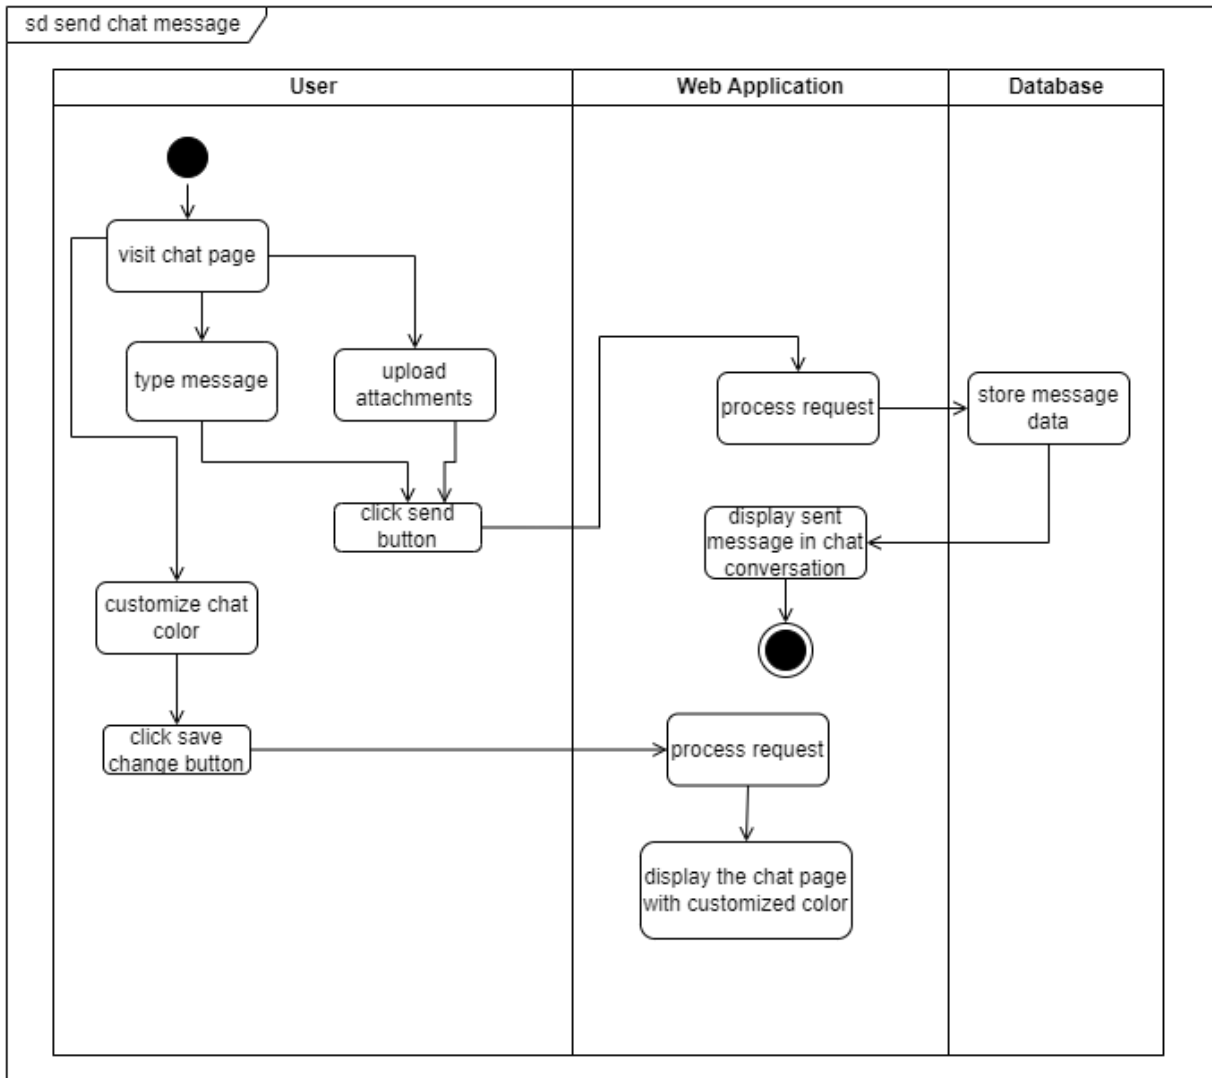 sd send chat message
User
Web Application
Database
visit chat page
type message
upload
attachments
process request
store message
data
click send
button
display sent
message in chat
conversation
customize chat
color
click save
change button
process request
display the chat page
with customized color